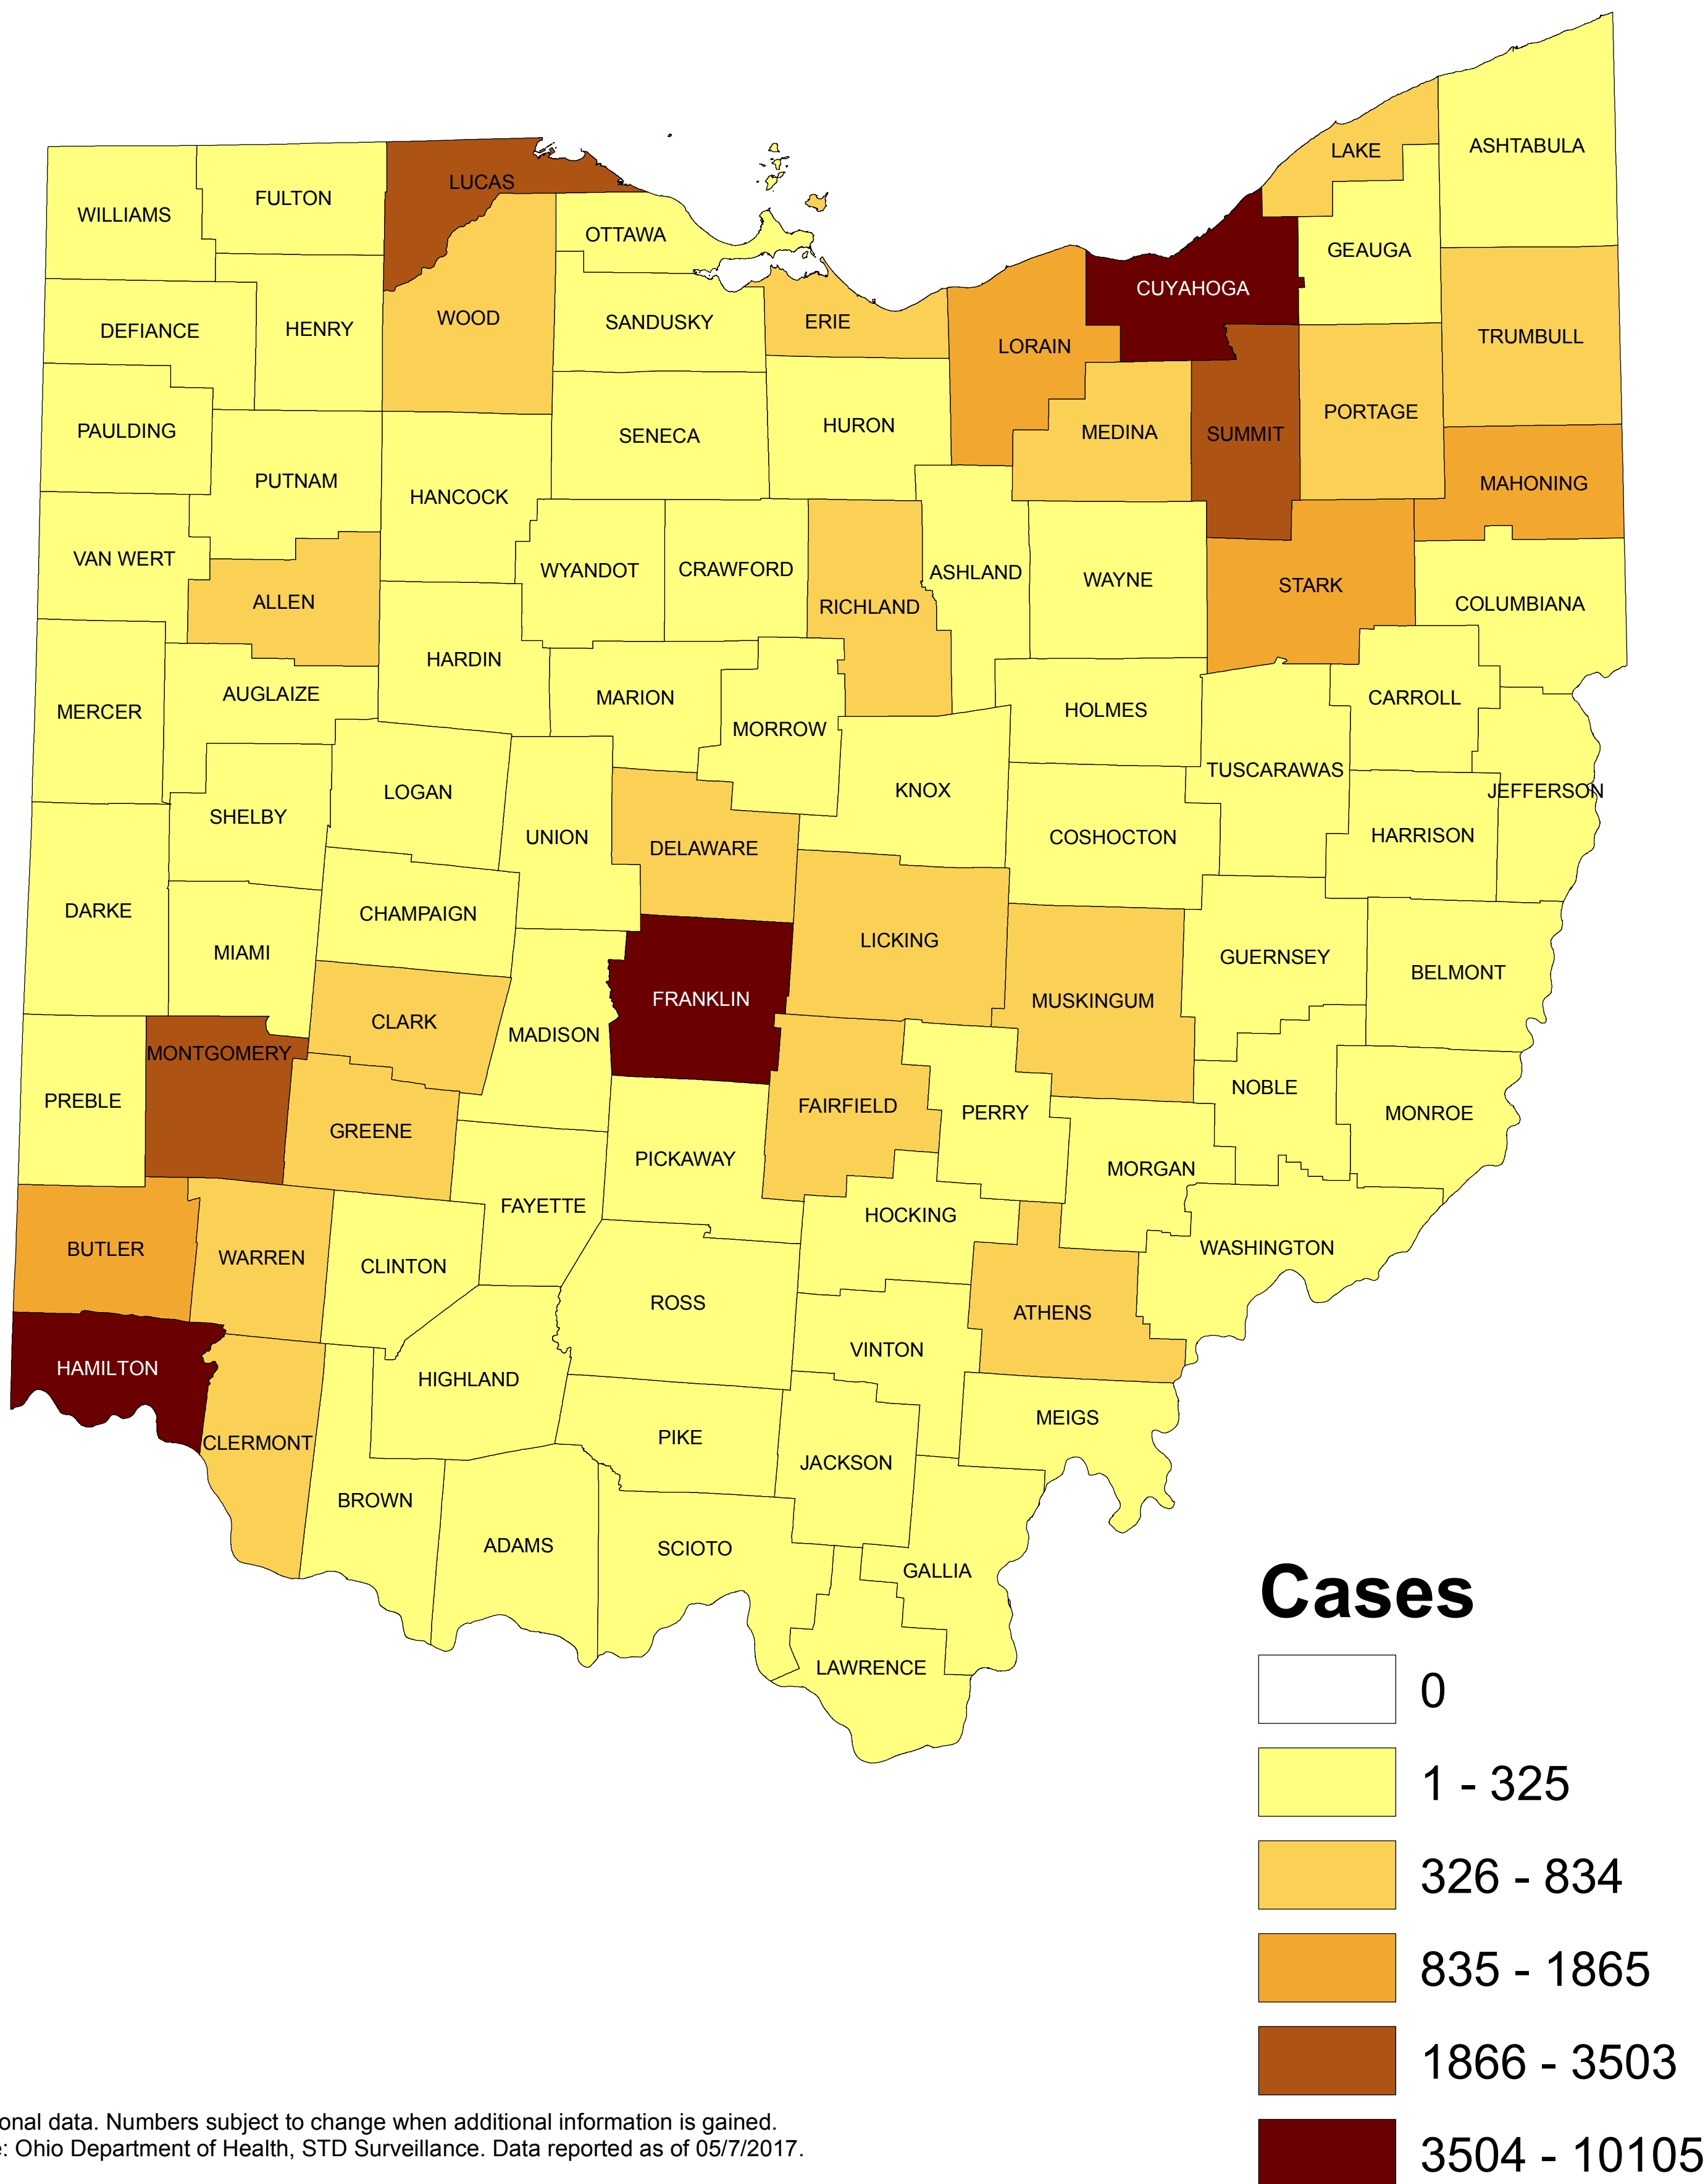 ASHTABULA
LAKE
LUCAS
FULTON
WILLIAMS
OTTAWA
GEAUGA
CUYAHOGA
WOOD
ERIE
SANDUSKY
HENRY
DEFIANCE
TRUMBULL
LORAIN
PORTAGE
HURON
PAULDING
MEDINA
SUMMIT
SENECA
PUTNAM
MAHONING
HANCOCK
VAN WERT
WYANDOT
CRAWFORD
ASHLAND
WAYNE
STARK
ALLEN
RICHLAND
COLUMBIANA
HARDIN
AUGLAIZE
MARION
CARROLL
MERCER
HOLMES
MORROW
TUSCARAWAS
KNOX
LOGAN
JEFFERSON
SHELBY
HARRISON
UNION
COSHOCTON
DELAWARE
DARKE
CHAMPAIGN
LICKING
MIAMI
GUERNSEY
BELMONT
FRANKLIN
MUSKINGUM
CLARK
MADISON
MONTGOMERY
NOBLE
PREBLE
FAIRFIELD
PERRY
MONROE
GREENE
PICKAWAY
MORGAN
FAYETTE
HOCKING
WASHINGTON
BUTLER
WARREN
CLINTON
ROSS
ATHENS
VINTON
HAMILTON
HIGHLAND
MEIGS
PIKE
CLERMONT
JACKSON
BROWN
ADAMS
SCIOTO
GALLIA
LAWRENCE
Cases
0
1 - 325
326 - 834
835 - 1865
1866 - 3503
3504 - 10105
onal data. Numbers subject to change when additional information is gained.
: Ohio Department of Health, STD Surveillance. Data reported as of 05/7/2017.